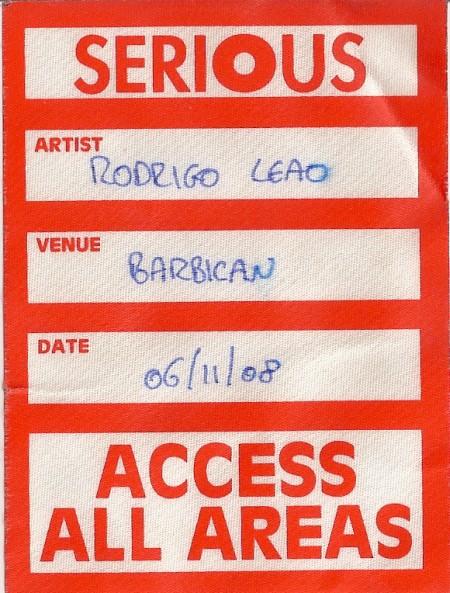 SERIOUS
ARTIST
RODRIGO LEAO
VENUE
BARBICAN
DATE
06/11/08
ACCESS
ALL AREAS